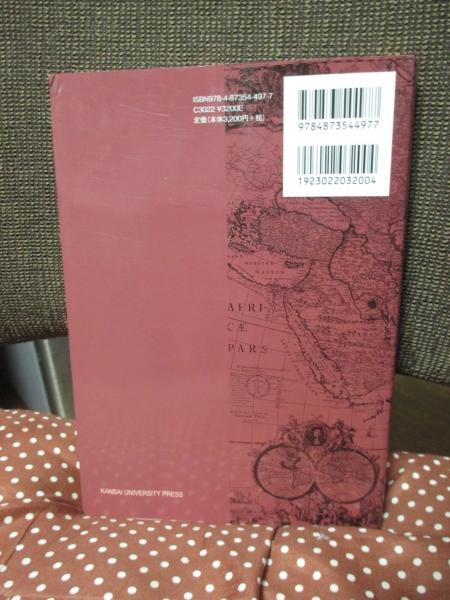 ISBN978-4-87354-497-7
C3022 ¥3200E
定価(本体3,200円+税)
9784873544977
1923022032004
AFRI
CÆ
PARS
KANSAI UNIVERSITY PRESS